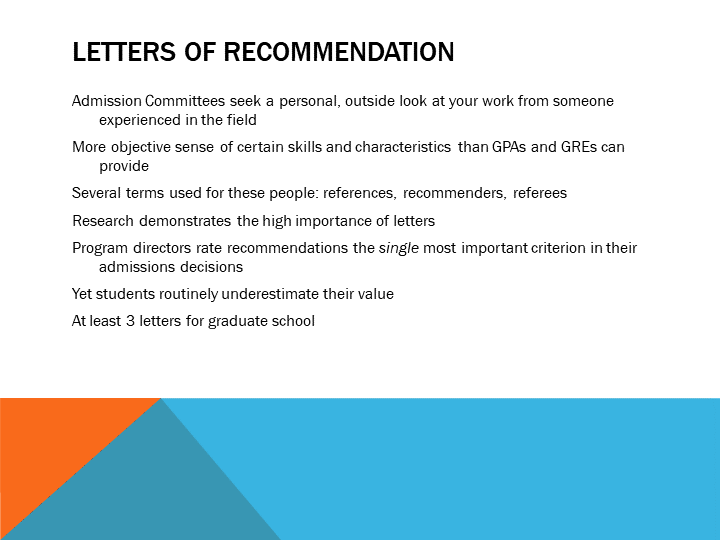 LETTERS OF RECOMMENDATION
Admission Committees seek a personal, outside look at your work from someone
experienced in the field
More objective sense of certain skills and characteristics than GPAs and GREs can
provide
Several terms used for these people: references, recommenders, referees
Research demonstrates the high importance of letters
Program directors rate recommendations the single most important criterion in their
admissions decisions
Yet students routinely underestimate their value
At least 3 letters for graduate school